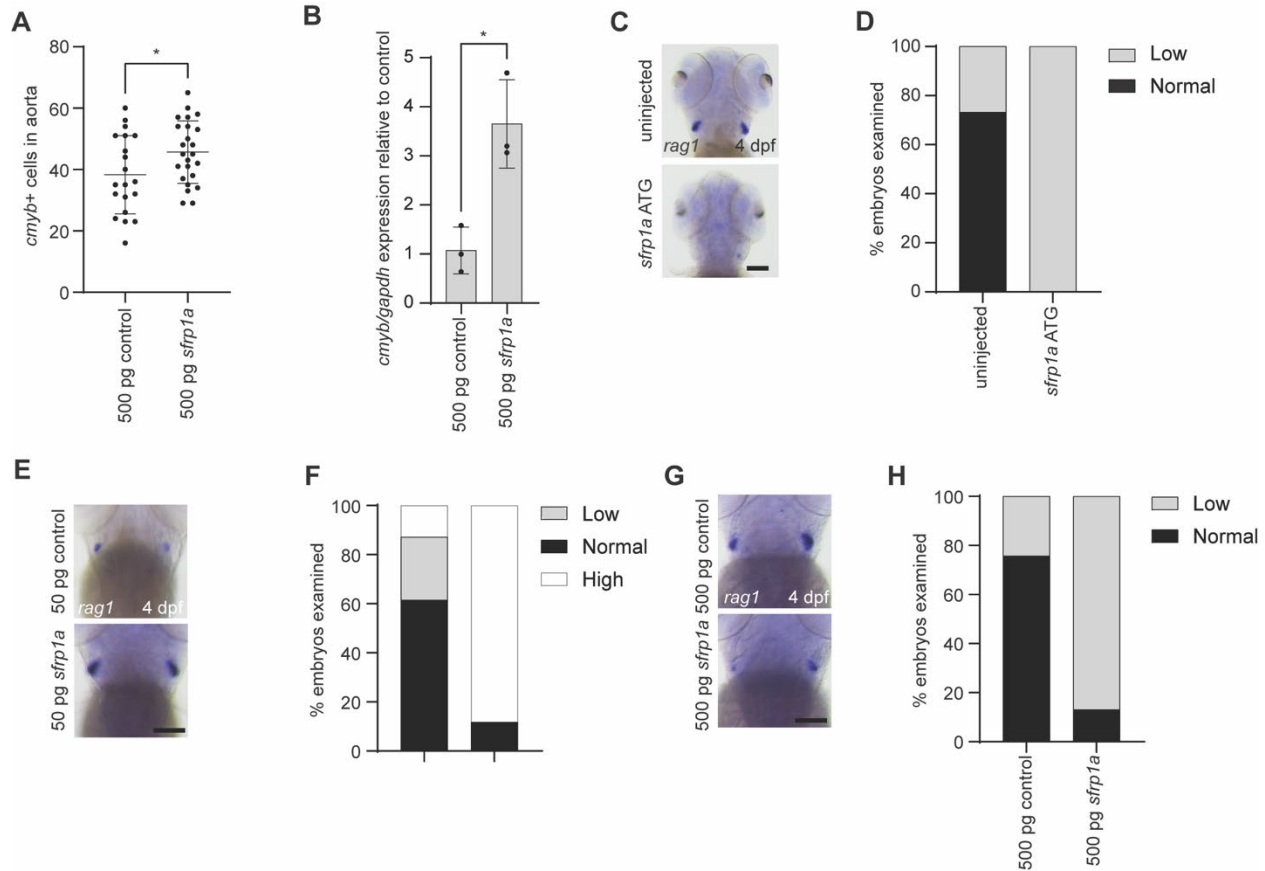 A
80
60
40
20
0
cmyb+ cells in aorta
*
500 pg control
500 pg sfrp1a
B
5
4
3
2
1
0
cmyb/gapdh expression relative to control
*
500 pg control
500 pg sfrp1a
C
uninjected
rag1 4 dpf
sfrp1a ATG
D
100
80
60
40
20
0
% embryos examined
uninjected
sfrp1a ATG
Low
Normal
E
50 pg control
rag1 4 dpf
50 pg sfrp1a
F
100
80
60
40
20
0
% embryos examined
Low
Normal
High
G
500 pg control
rag1 4 dpf
500 pg sfrp1a
H
100
80
60
40
20
0
% embryos examined
500 pg control
500 pg sfrp1a
Low
Normal